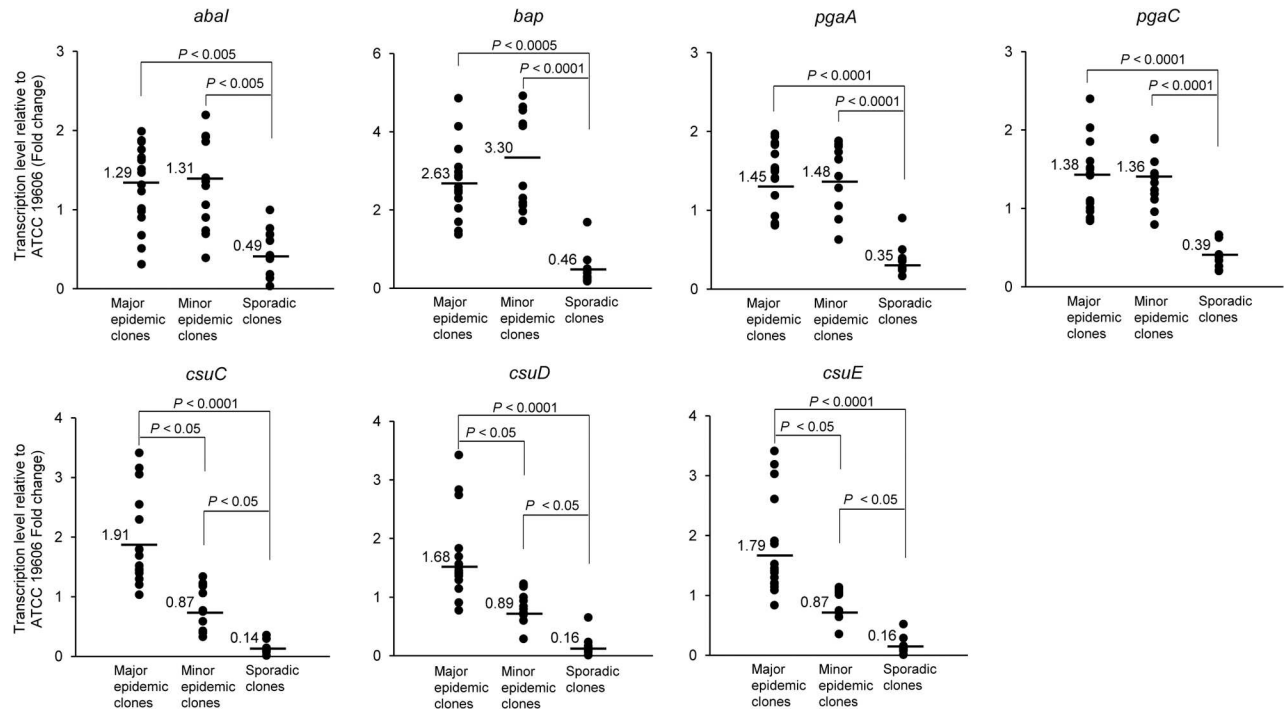 abaI
bap
pgaA
pgaC
Transcription level relative to
ATCC 19606 (Fold change)
3
2
1
0
P < 0.005
P < 0.005
1.29
1.31
0.49
Major
epidemic
clones
Minor
epidemic
clones
Sporadic
clones
6
4
2
0
P < 0.0005
P < 0.0001
2.63
3.30
0.46
Major
epidemic
clones
Minor
epidemic
clones
Sporadic
clones
3
2
1
0
P < 0.0001
P < 0.0001
1.45
1.48
0.35
Major
epidemic
clones
Minor
epidemic
clones
Sporadic
clones
3
2
1
0
P < 0.0001
P < 0.0001
1.38
1.36
0.39
Major
epidemic
clones
Minor
epidemic
clones
Sporadic
clones
csuC
csuD
csuE
Transcription level relative to
ATCC 19606 Fold change)
4
3
2
1
0
P < 0.0001
P < 0.05
P < 0.05
1.91
0.87
0.14
Major
epidemic
clones
Minor
epidemic
clones
Sporadic
clones
4
3
2
1
0
P < 0.0001
P < 0.05
P < 0.05
1.68
0.89
0.16
Major
epidemic
clones
Minor
epidemic
clones
Sporadic
clones
4
3
2
1
0
P < 0.0001
P < 0.05
P < 0.05
1.79
0.87
0.16
Major
epidemic
clones
Minor
epidemic
clones
Sporadic
clones